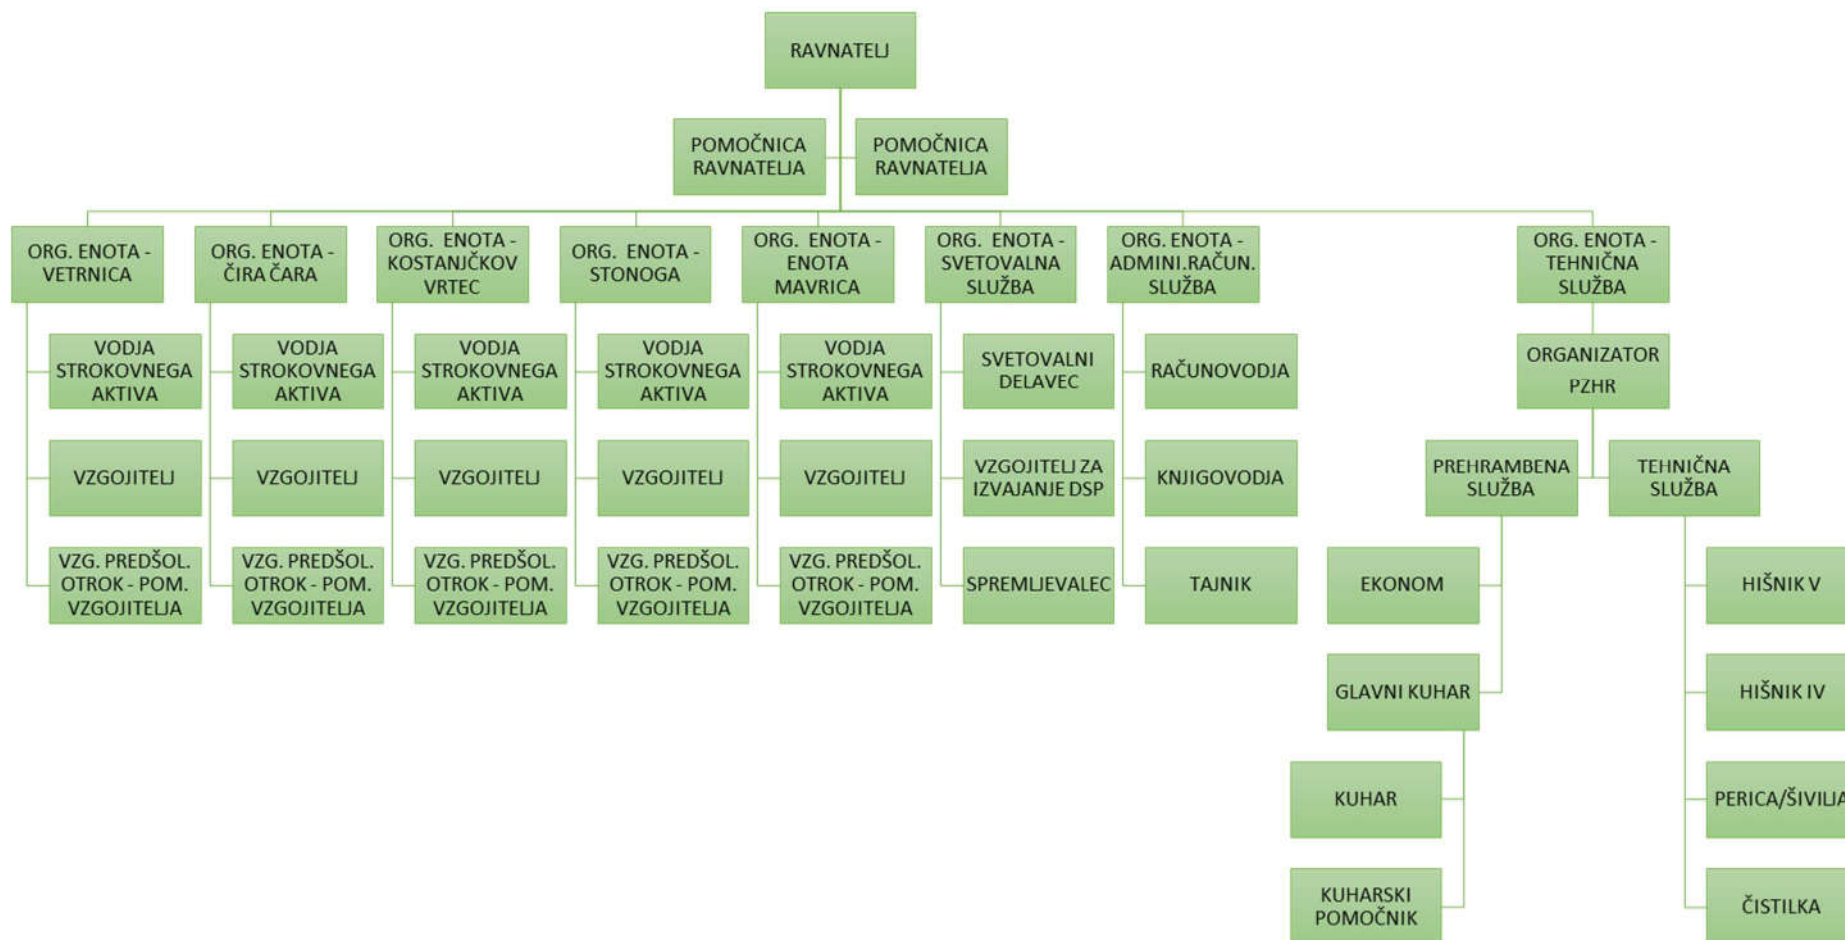 RAVNATELJ
POMOČNICA
RAVNATELJA
POMOČNICA
RAVNATELJA
ORG. ENOTA -
VETRNICA
ORG. ENOTA -
ČIRA ČARA
ORG. ENOTA -
KOSTANJČKOV
VRTEC
ORG. ENOTA -
STONOGA
ORG. ENOTA -
ENOTA
MAVRICA
ORG. ENOTA -
SVETOVALNA
SLUŽBA
ORG. ENOTA -
ADMINI.RAČUN.
SLUŽBA
ORG. ENOTA -
TEHNIČNA
SLUŽBA
VODJA
STROKOVNEGA
AKTIVA
VODJA
STROKOVNEGA
AKTIVA
VODJA
STROKOVNEGA
AKTIVA
VODJA
STROKOVNEGA
AKTIVA
VODJA
STROKOVNEGA
AKTIVA
SVETOVALNI
DELAVEC
RAČUNOVODJA
ORGANIZATOR
PZHR
VZGOJITELJ
VZGOJITELJ
VZGOJITELJ
VZGOJITELJ
VZGOJITELJ
VZGOJITELJ ZA
IZVAJANJE DSP
KNJIGOVODJA
PREHRAMBENA
SLUŽBA
TEHNIČNA
SLUŽBA
VZG. PREDŠOL.
OTROK - POM.
VZGOJITELJA
VZG. PREDŠOL.
OTROK - POM.
VZGOJITELJA
VZG. PREDŠOL.
OTROK - POM.
VZGOJITELJA
VZG. PREDŠOL.
OTROK - POM.
VZGOJITELJA
VZG. PREDŠOL.
OTROK - POM.
VZGOJITELJA
SPREMLJEVALEC
TAJNIK
EKONOM
HIŠNIK V
GLAVNI KUHAR
HIŠNIK IV
KUHAR
PERICA/ŠIVILJA
KUHARSKI
POMOČNIK
ČISTILKA